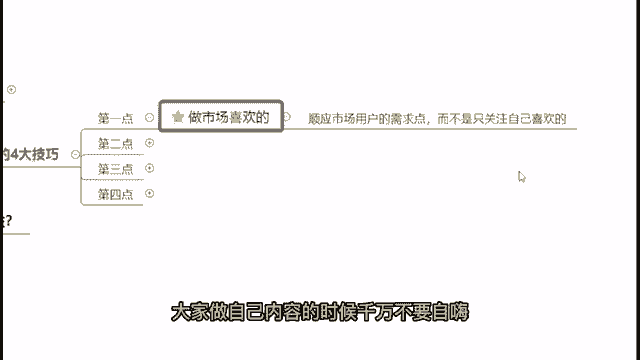 第一点
做市场喜欢的
顺应市场用户的需求点，而不是只关注自己喜欢的
第二点
的4大技巧
第三点
第四点
?
大家做自己内容的时候千万不要自嗨